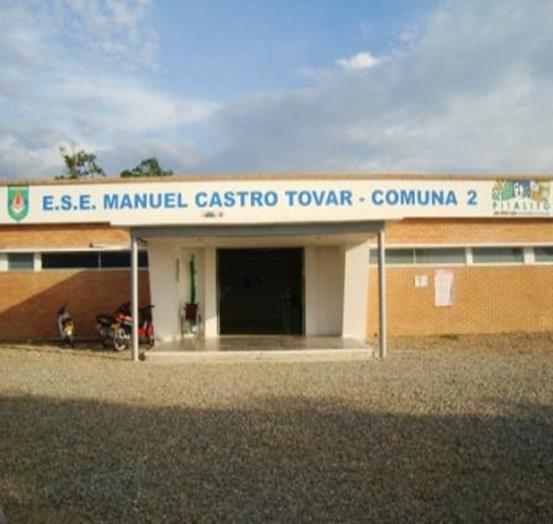 E.S.E. MANUEL CASTRO TOVAR - COMUNA 2
PITALITO